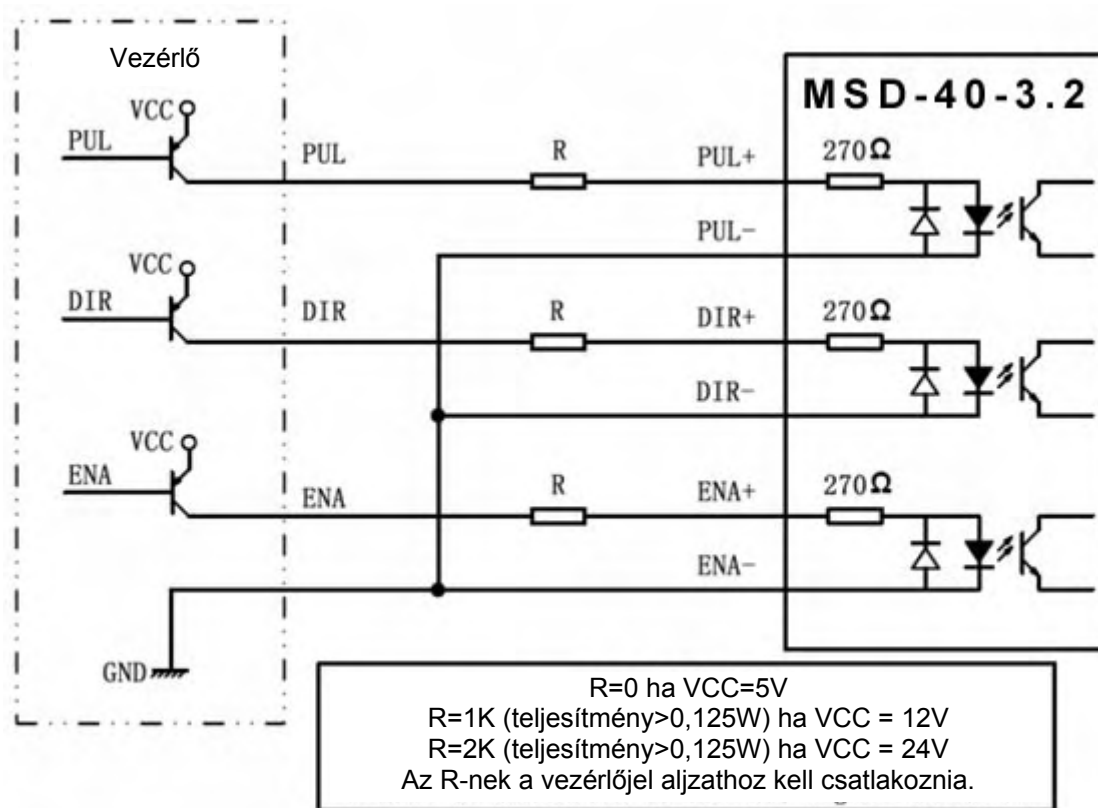 Vezérlő
MSD-40-3.2
VCC
PUL
PUL
R
PUL+
270Ω
PUL-
VCC
DIR
DIR
R
DIR+
270Ω
DIR-
VCC
ENA
ENA
R
ENA+
270Ω
ENA-
GND
R=0 ha VCC=5V
R=1K (teljesítmény>0,125W) ha VCC = 12V
R=2K (teljesítmény>0,125W) ha VCC = 24V
Az R-nek a vezérlőjel aljzathoz kell csatlakoznia.